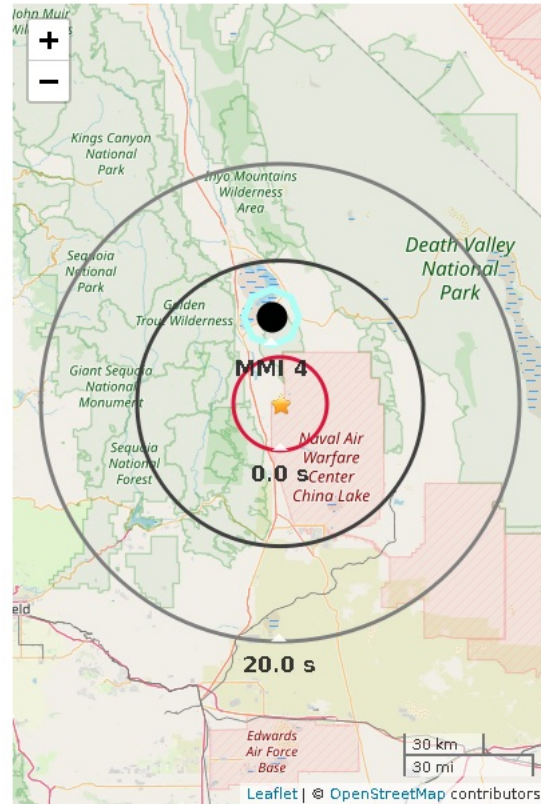 John Muir
Wilderness
+
−
Kings Canyon
National
Park
Inyo Mountains
Wilderness
Area
Death Valley
National
Park
Sequoia
National
Park
Golden
Trout Wilderness
MMI 4
Giant Sequoia
National
Monument
Naval Air
Warfare
Center
China Lake
0.0 s
Sequoia
National
Forest
eld
20.0 s
Edwards
Air Force
Base
30 km
30 mi
Leaflet | © OpenStreetMap contributors